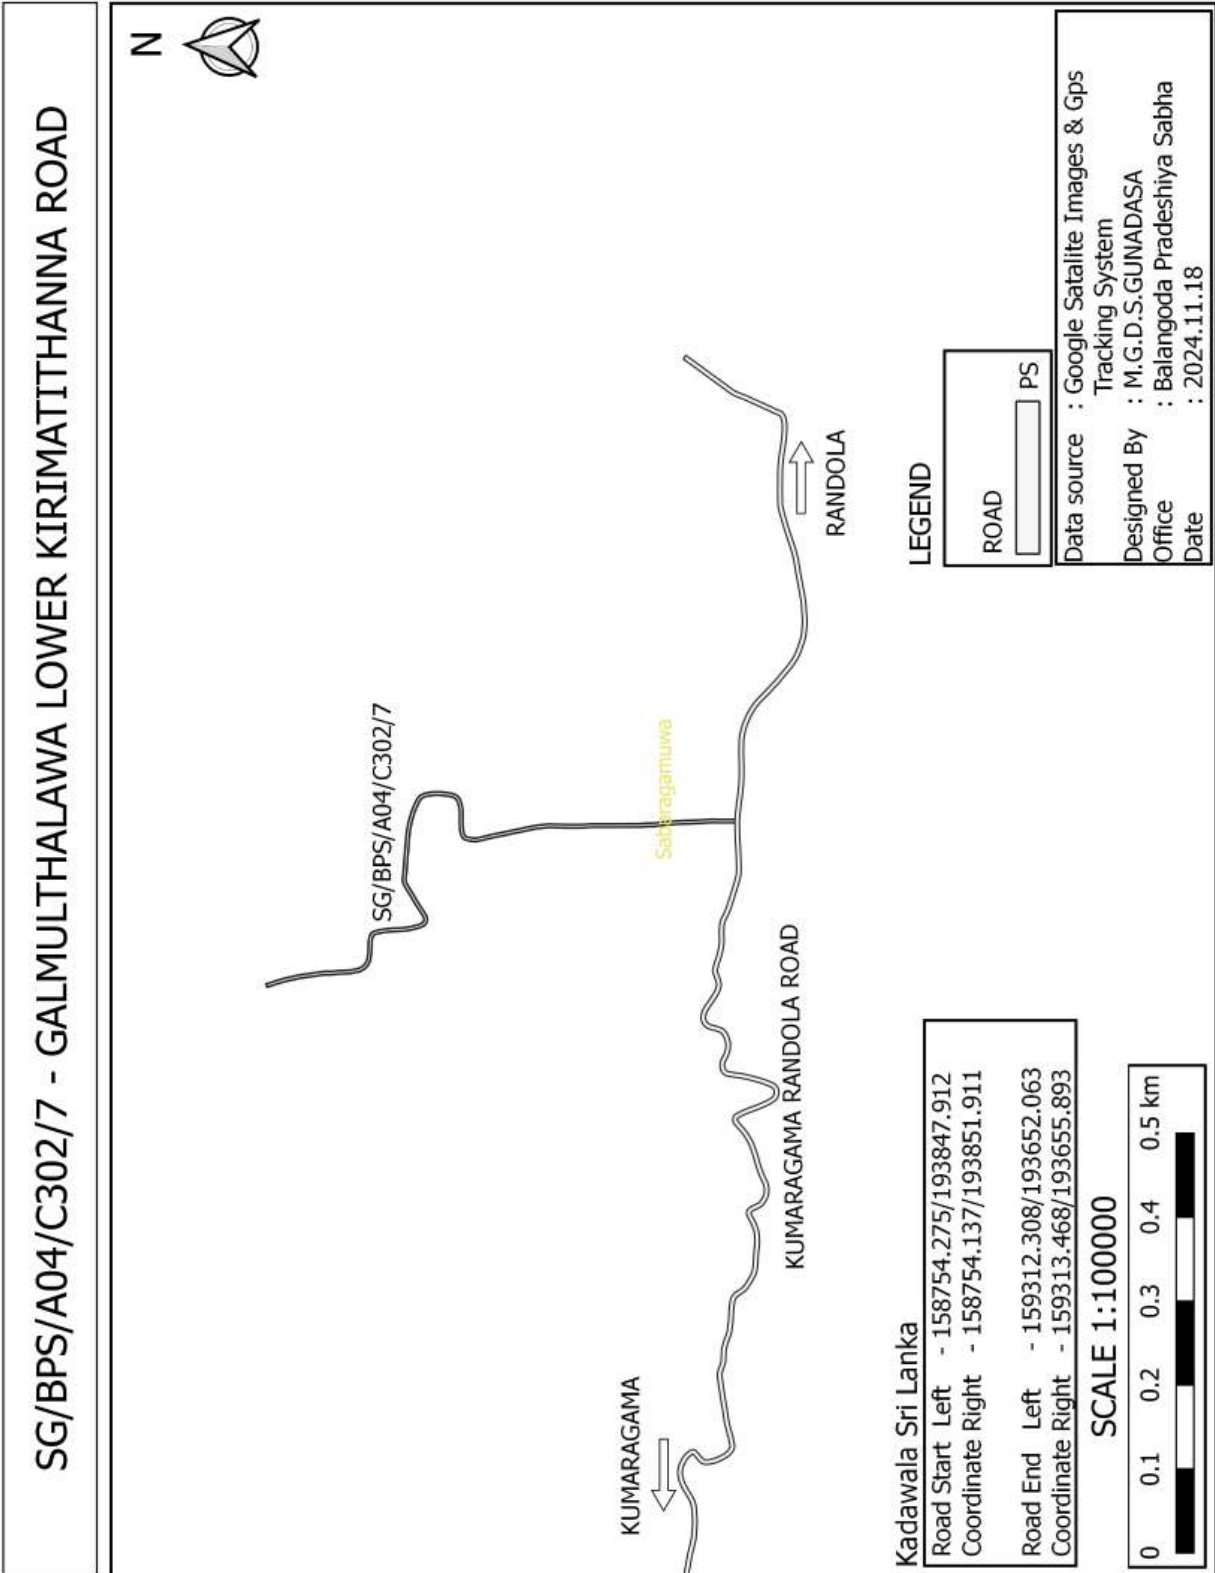 SG/BPS/A04/C302/7 - GALMULTHALAWA LOWER KIRIMATITHANNA ROAD
N
SG/BPS/A04/C302/7
Sabaragamuwa
KUMARAGAMA
RANDOLA
KUMARAGAMA RANDOLA ROAD
Kadawala Sri Lanka
Road Start Left - 158754.275/193847.912
Coordinate Right - 158754.137/193851.911
Road End Left - 159312.308/193652.063
Coordinate Right - 159313.468/193655.893
SCALE 1:100000
0 0.1 0.2 0.3 0.4 0.5 km
LEGEND
ROAD
PS
Data source : Google Satalite Images & Gps
Tracking System
Designed By : M.G.D.S.GUNADASA
Office : Balangoda Pradeshiya Sabha
Date : 2024.11.18